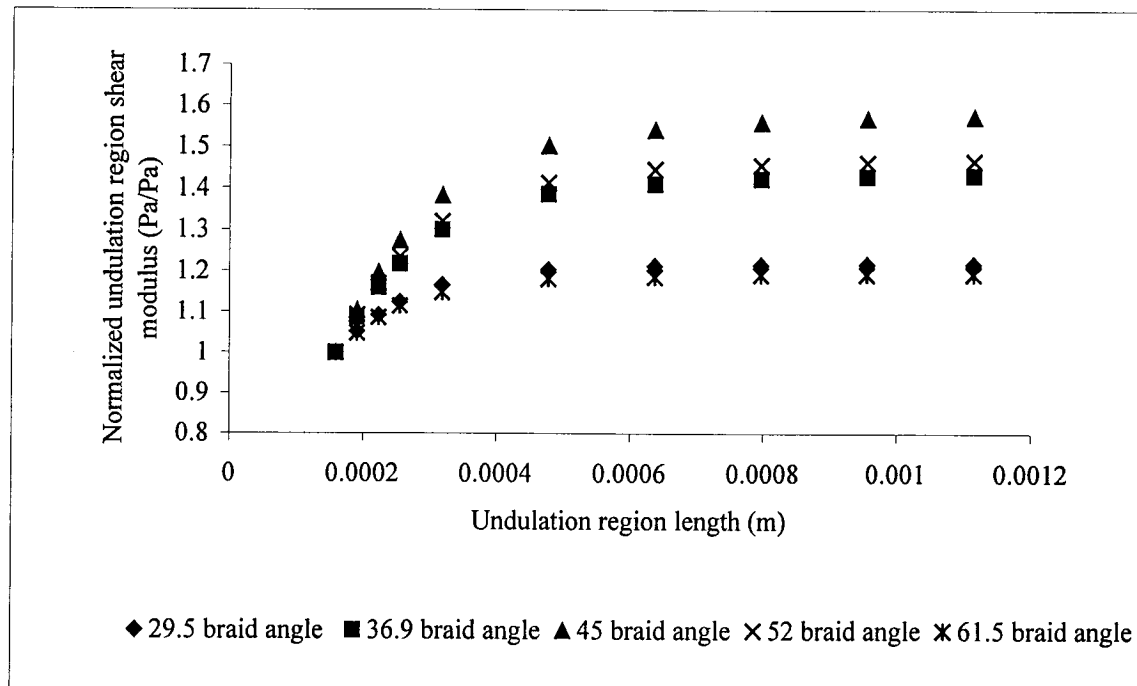 Normalized undulation region shear
modulus (Pa/Pa)
1.7
1.6
1.5
1.4
1.3
1.2
1.1
1
0.9
0.8
0 0.0002 0.0004 0.0006 0.0008 0.001 0.0012
Undulation region length (m)
29.5 braid angle 36.9 braid angle 45 braid angle 52 braid angle 61.5 braid angle